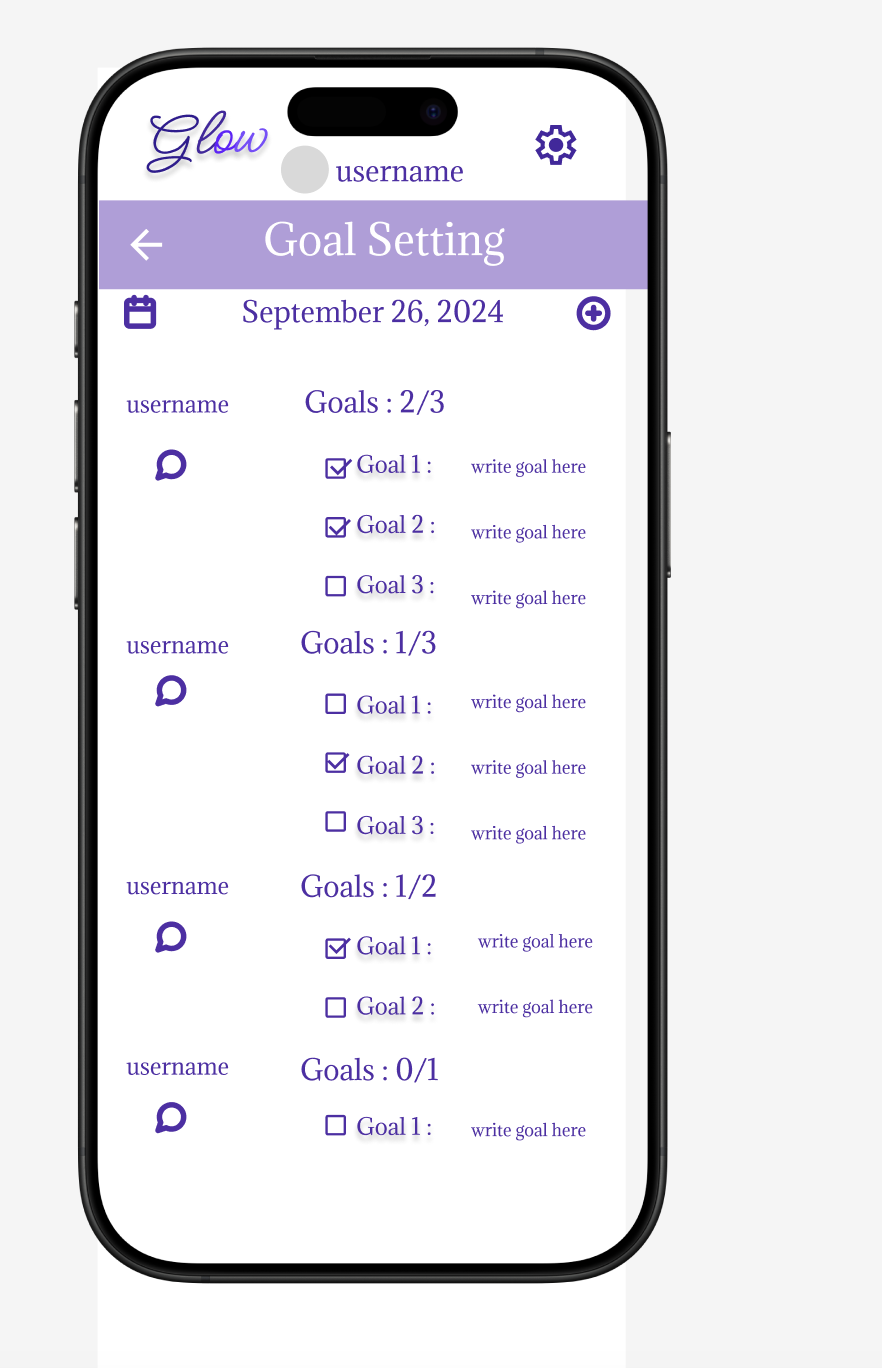 Glow
username
Goal Setting
September 26, 2024
username Goals : 2/3
Goal 1 : write goal here
Goal 2 : write goal here
Goal 3 : write goal here
username Goals : 1/3
Goal 1 : write goal here
Goal 2 : write goal here
Goal 3 : write goal here
username Goals : 1/2
Goal 1 : write goal here
Goal 2 : write goal here
username Goals : 0/1
Goal 1 : write goal here